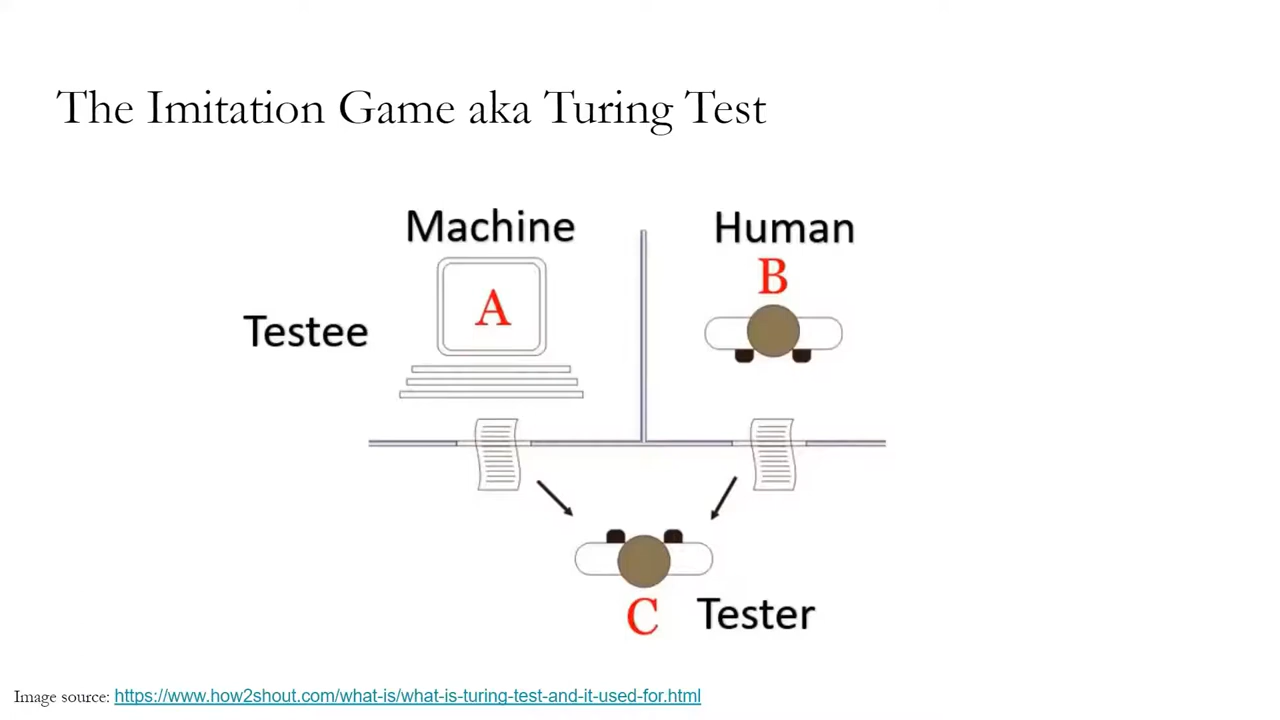 The Imitation Game aka Turing Test
Machine
Human
A
B
Testee
C
Tester
Image source: https://www.how2shout.com/what-is/what-is-turing-test-and-it-used-for.html